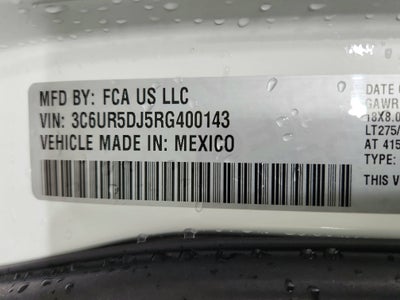 MFD BY: FCA US LLC
VIN: 3C6UR5DJ5RG400143
VEHICLE MADE IN: MEXICO
DATE O
GAWR
18X8.0
LT275/
AT 415
TYPE:
THIS V